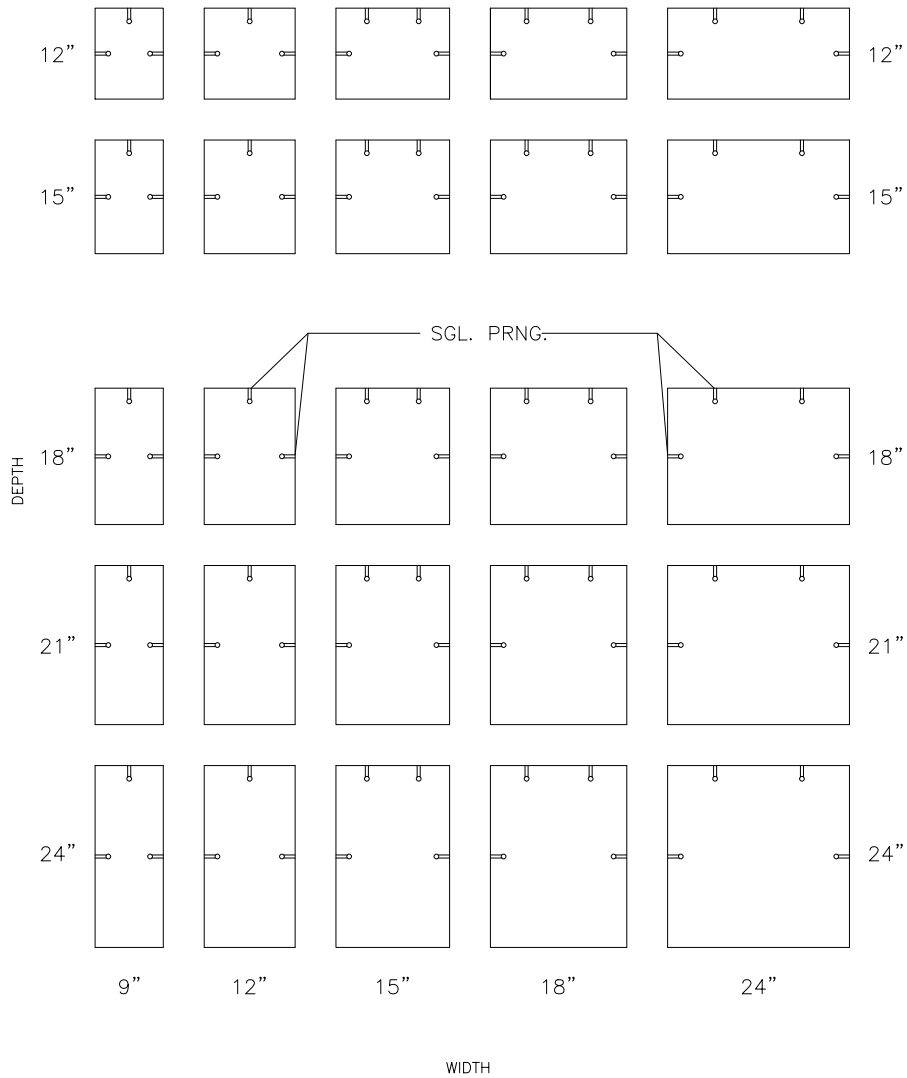 12” 12”
15” 15”
SGL. PRNG.
18” 18”
DEPTH
21” 21”
24” 24”
9” 12” 15” 18” 24”
WIDTH